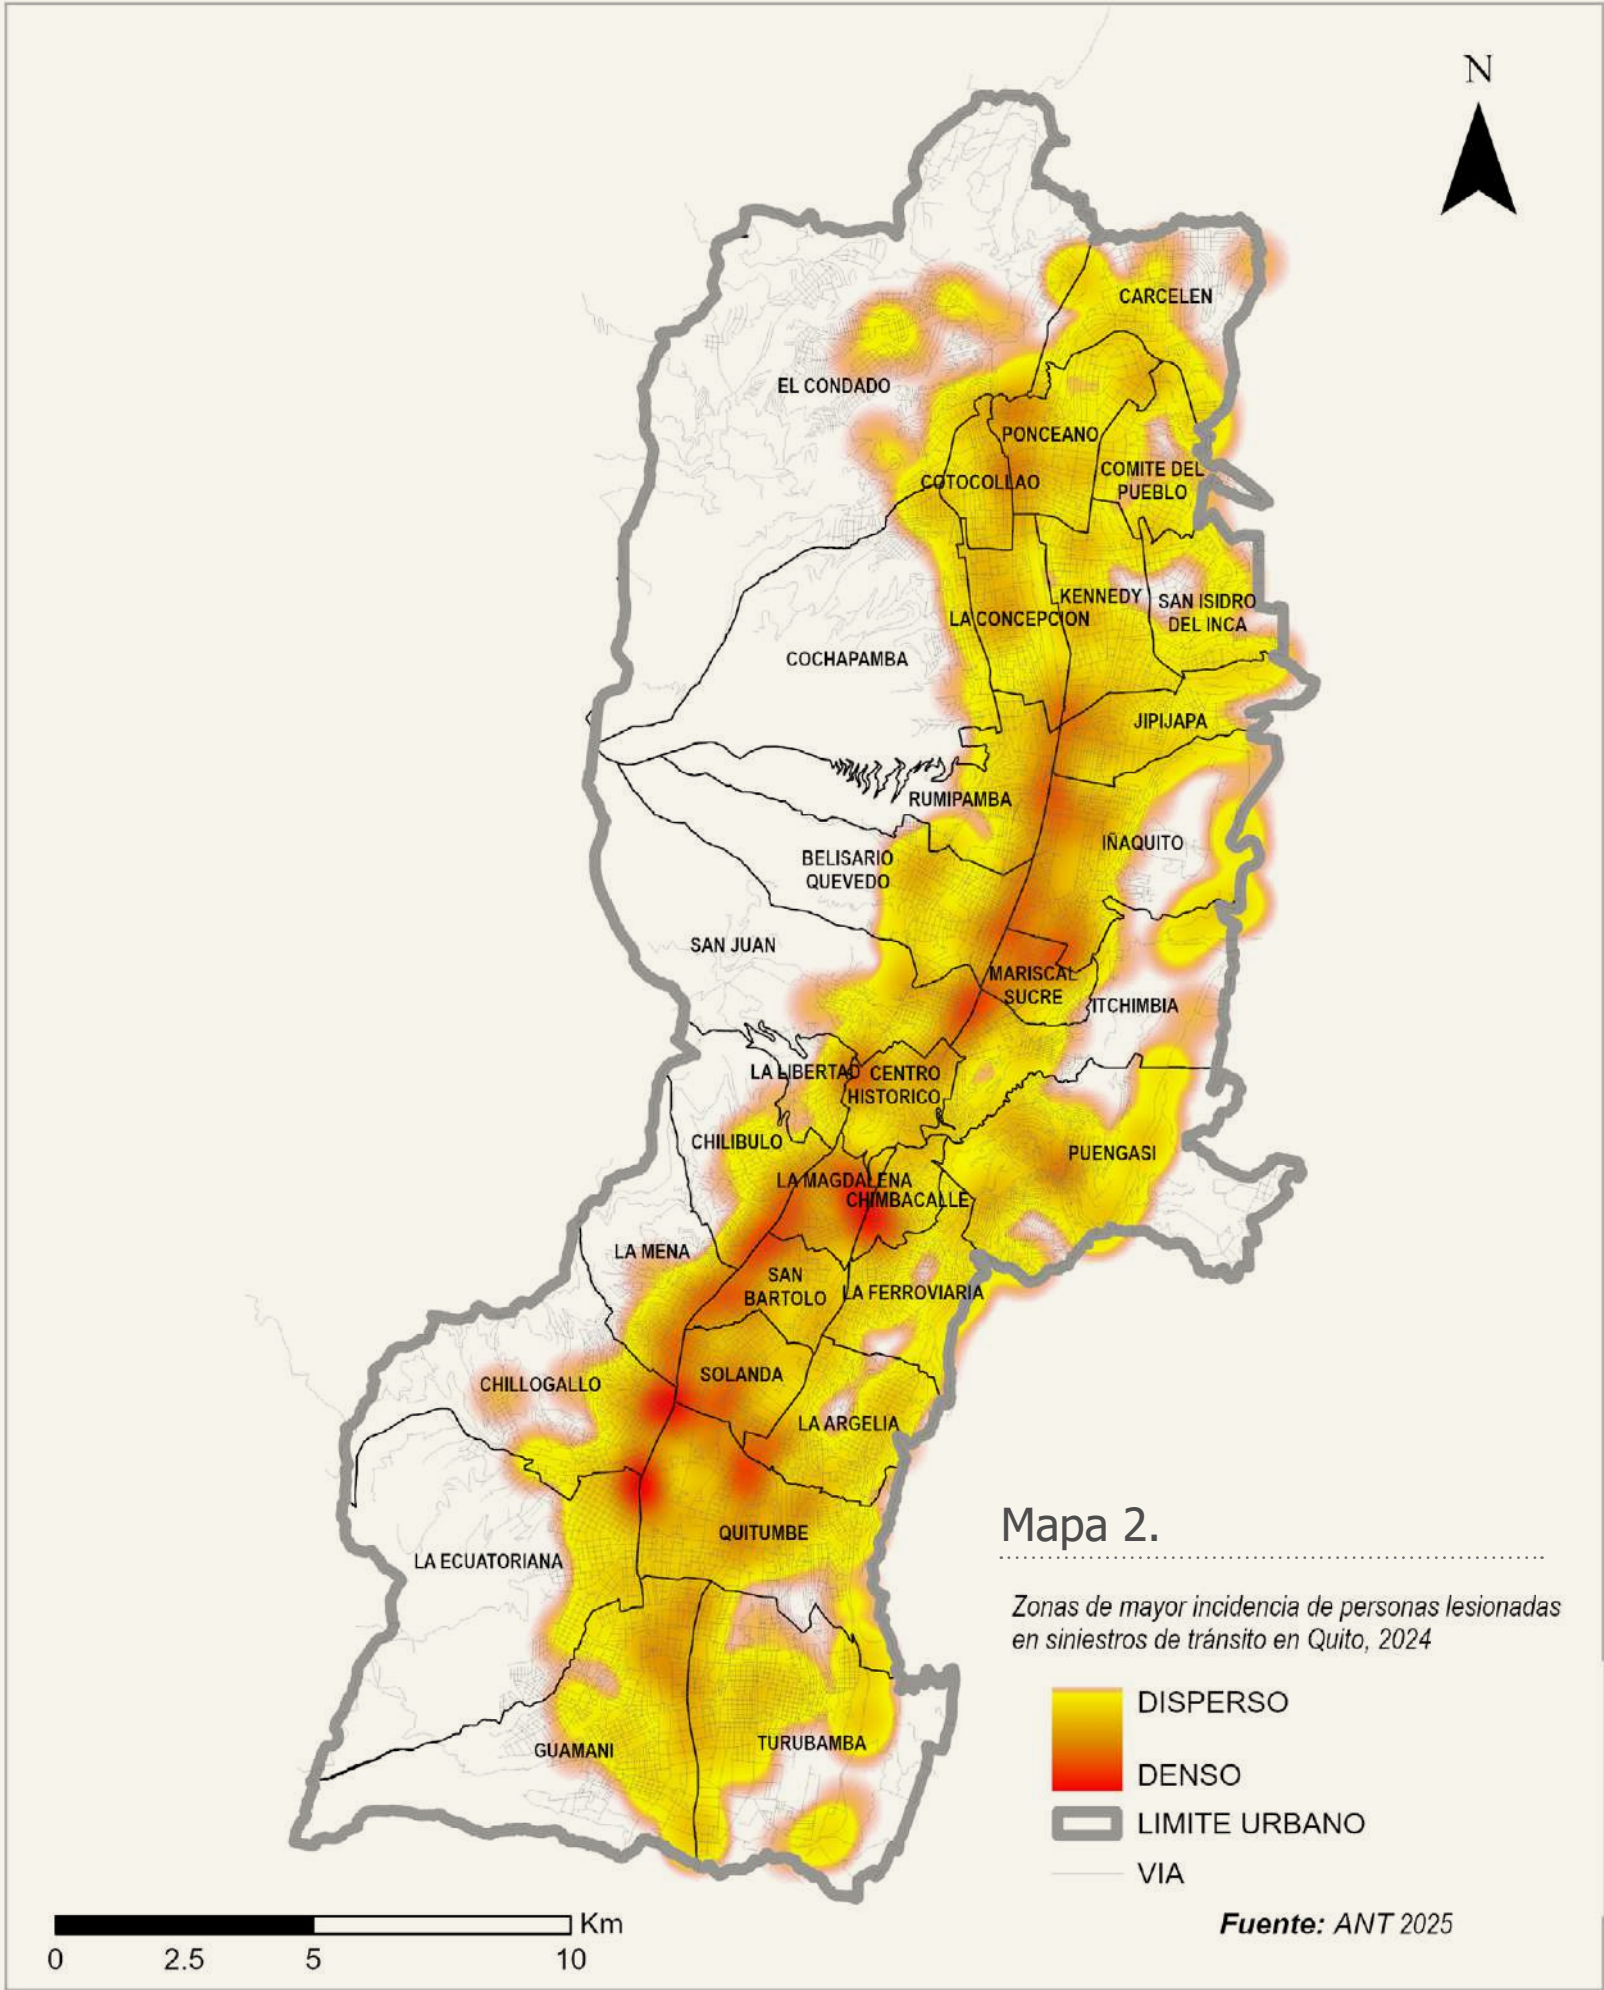 N
CARCELEN
EL CONDADO
PONCEANO
COTOCOLLAO
COMITE DEL
PUEBLO
KENNEDY
SAN ISIDRO
DEL INCA
LA CONCEPCION
COCHAPAMBA
JIPIJAPA
RUMIPAMBA
IÑAQUITO
BELISARIO
QUEVEDO
SAN JUAN
MARISCAL
SUCRE
ITCHIMBIA
LA LIBERTAD
CENTRO
HISTORICO
CHILIBULO
PUENGASI
LA MAGDALENA
CHIMBACALLE
LA MENA
SAN
BARTOLO
LA FERROVIARIA
SOLANDA
CHILLOGALLO
LA ARGELIA
QUITUMBE
LA ECUATORIANA
GUAMANI
TURUBAMBA
Mapa 2.
Zonas de mayor incidencia de personas lesionadas
en siniestros de tránsito en Quito, 2024
DISPERSO
DENSO
LIMITE URBANO
VIA
Fuente: ANT 2025
Km
0 2.5 5 10